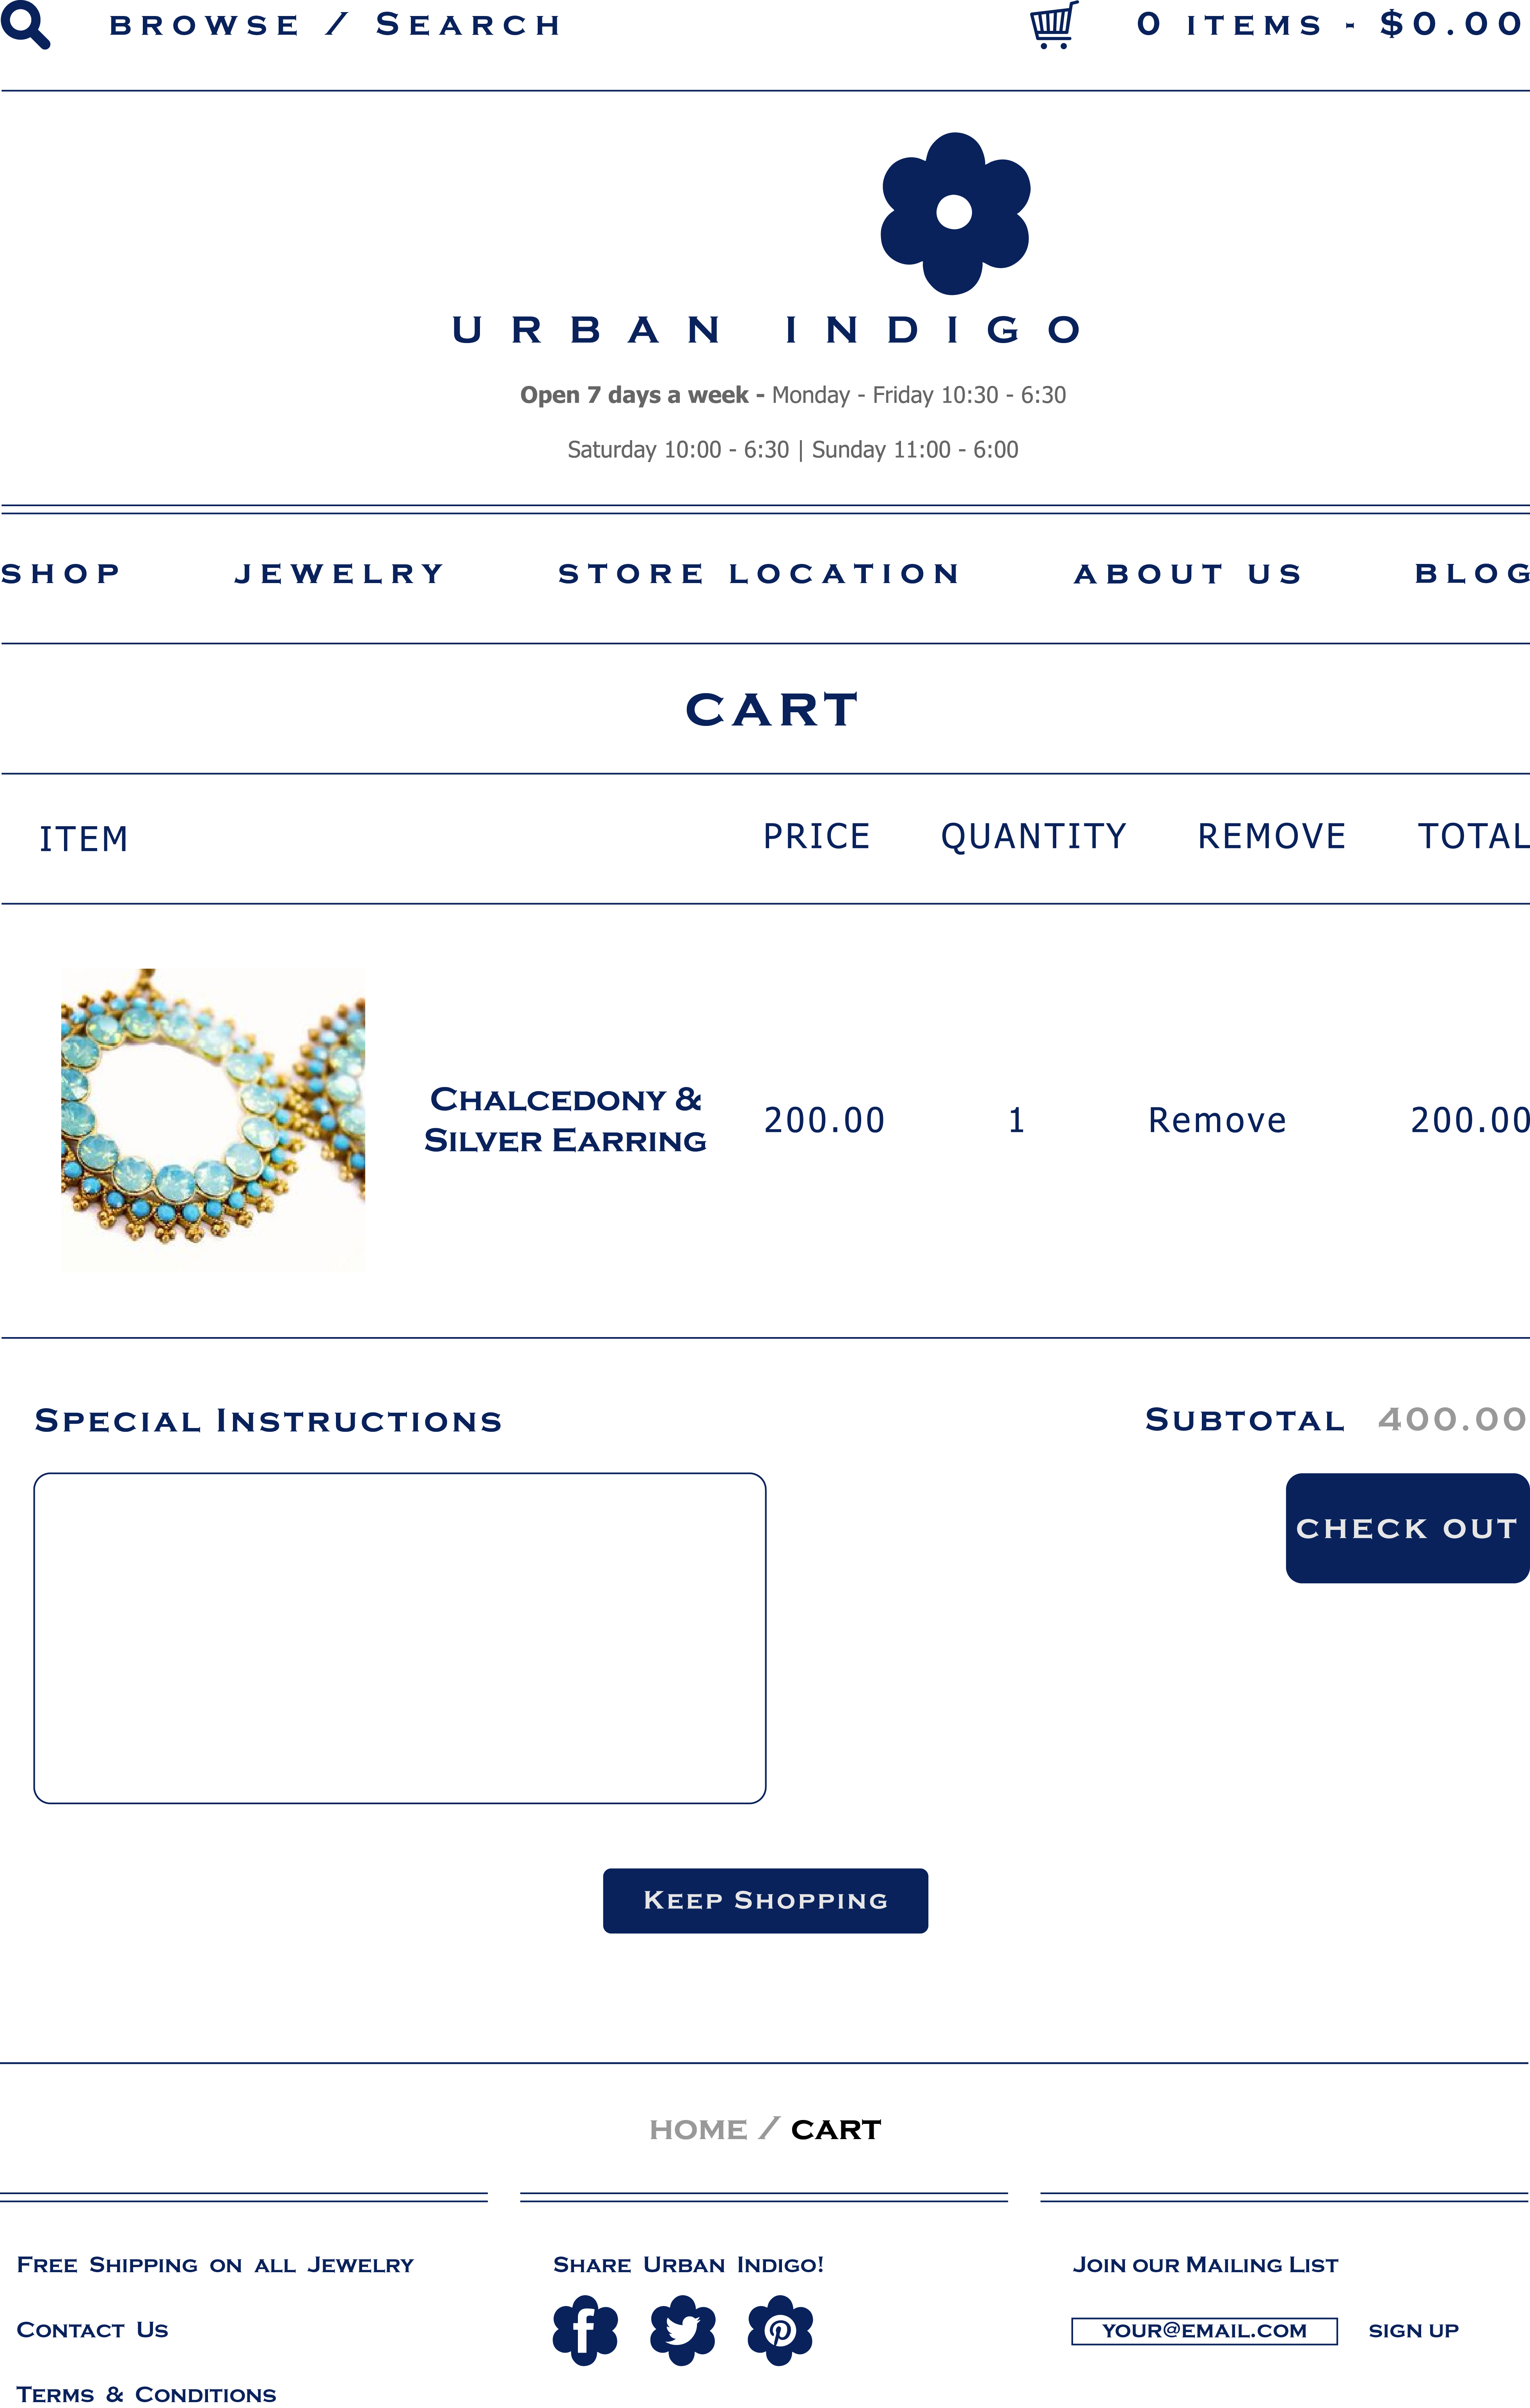 BROWSE / SEARCH
0 ITEMS - $0.00
URBAN INDIGO
Open 7 days a week - Monday - Friday 10:30 - 6:30
Saturday 10:00 - 6:30 | Sunday 11:00 - 6:00
SHOP JEWELRY STORE LOCATION ABOUT US BLOG
CART
ITEM PRICE QUANTITY REMOVE TOTAL
Chalcedony &
Silver Earring
200.00 1 Remove 200.00
Special Instructions
Subtotal 400.00
CHECK OUT
Keep Shopping
HOME / CART
Free Shipping on all Jewelry
Contact Us
Terms & Conditions
Share Urban Indigo!
Join our Mailing List
YOUR@EMAIL.COM SIGN UP